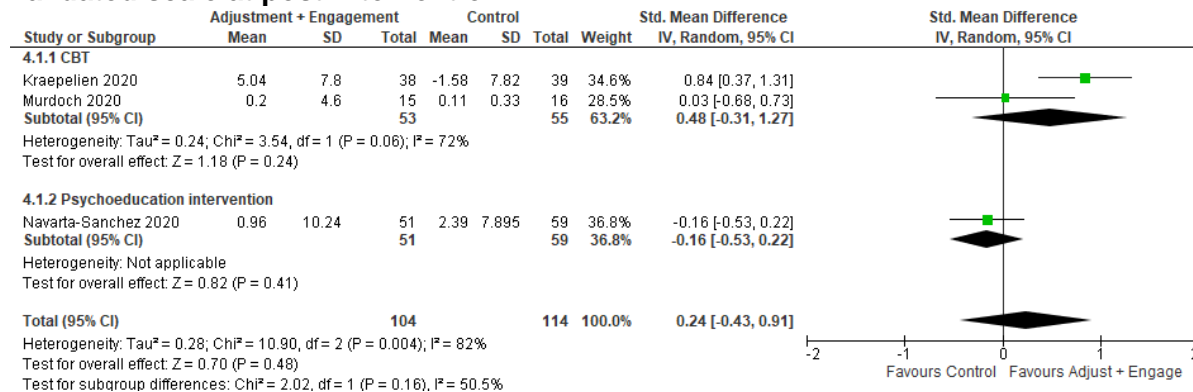 Adjustment + Engagement Control Std. Mean Difference Std. Mean Difference
Study or Subgroup Mean SD Total Mean SD Total Weight IV, Random, 95% CI IV, Random, 95% CI
4.1.1 CBT
Kraepelien 2020 5.04 7.8 38 -1.58 7.82 39 34.6% 0.84 [0.37, 1.31]
Murdoch 2020 0.2 4.6 15 0.11 0.33 16 28.5% 0.03 [-0.68, 0.73]
Subtotal (95% CI) 53 55 63.2% 0.48 [-0.31, 1.27]
Heterogeneity: Tau² = 0.24; Chi² = 3.54, df = 1 (P = 0.06); I² = 72%
Test for overall effect: Z = 1.18 (P = 0.24)
4.1.2 Psychoeducation intervention
Navarta-Sanchez 2020 0.96 10.24 51 2.39 7.895 59 36.8% -0.16 [-0.53, 0.22]
Subtotal (95% CI) 51 59 36.8% -0.16 [-0.53, 0.22]
Heterogeneity: Not applicable
Test for overall effect: Z = 0.82 (P = 0.41)
Total (95% CI) 104 114 100.0% 0.24 [-0.43, 0.91]
Heterogeneity: Tau² = 0.28; Chi² = 10.90, df = 2 (P = 0.004); I² = 82%
Test for overall effect: Z = 0.70 (P = 0.48)
Test for subgroup differences: Chi² = 2.02, df = 1 (P = 0.16), I² = 50.5%
-2 -1 0 1 2
Favours Control Favours Adjust + Engage